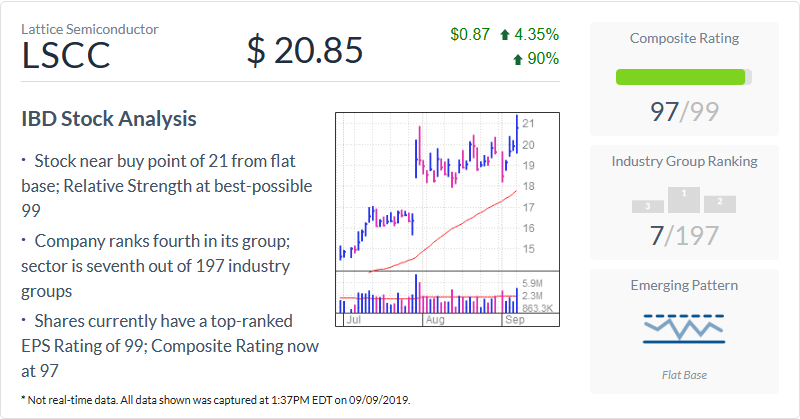 Lattice Semiconductor
LSCC
$ 20.85
$0.87 4.35%
90%
IBD Stock Analysis
· Stock near buy point of 21 from flat
base; Relative Strength at best-possible
99
· Company ranks fourth in its group;
sector is seventh out of 197 industry
groups
· Shares currently have a top-ranked
EPS Rating of 99; Composite Rating now
at 97
21
20
19
18
17
16
15
5.9M
2.3M
863.3K
Jul Aug Sep
* Not real-time data. All data shown was captured at 1:37PM EDT on 09/09/2019.
Composite Rating
97/99
Industry Group Ranking
3 1 2
7/197
Emerging Pattern
Flat Base